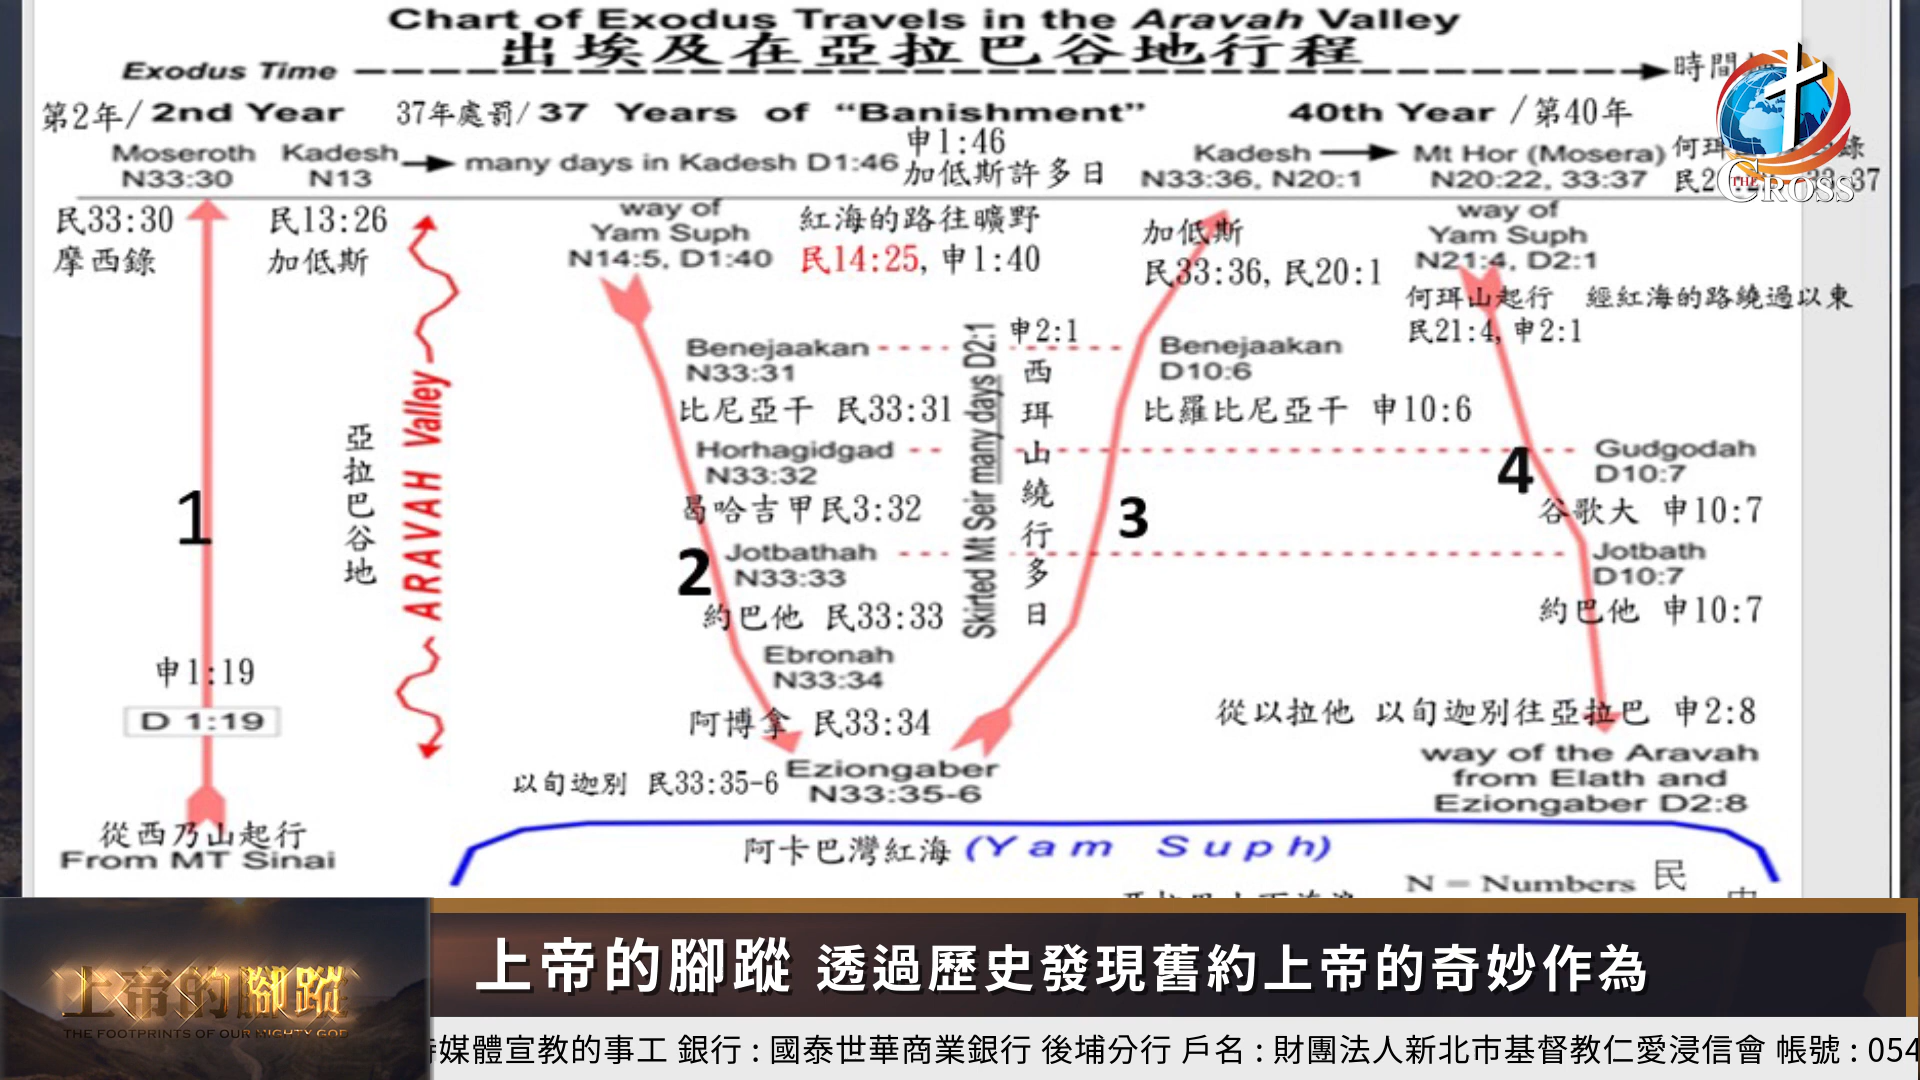 Chart of Exodus Travels in the Aravah Valley
出埃及在亞拉巴谷地行程
Exodus Time
時間
第2年/ 2nd Year
37年處罰/ 37 Years of “Banishment”
40th Year / 第40年
Moseroth
N33:30
Kadesh
N13
many days in Kadesh D1:46
申1:46
加低斯許多日
Kadesh
N33:36, N20:1
Mt Hor (Mosera)
N20:22, 33:37
THE CROSS
民33:30
摩西錄
民13:26
加低斯
way of
Yam Suph
N14:5, D1:40
紅海的路往曠野
民14:25, 申1:40
加低斯
民33:36, 民20:1
way of
Yam Suph
N21:4, D2:1
何珥山起行 經紅海的路繞過以東
民21:4, 申2:1
1
亞拉巴谷地
ARAVAH Valley
Benejaakan
N33:31
比尼亞干 民33:31
Horhagidgad
N33:32
曷哈吉甲民3:32
2
Jotbathah
N33:33
約巴他 民33:33
Ebronah
N33:34
阿博拿 民33:34
以旬迦別 民33:35-6
Eziongaber
N33:35-6
Skirted Mt Seir many days D2:1
申2:1
西珥山繞行多日
3
Benejaakan
D10:6
比羅比尼亞干 申10:6
4
Gudgodah
D10:7
谷歌大 申10:7
Jotbath
D10:7
約巴他 申10:7
從以拉他 以旬迦別往亞拉巴 申2:8
way of the Aravah
from Elath and
Eziongaber D2:8
申1:19
D 1:19
從西乃山起行
From MT Sinai
阿卡巴灣紅海 (Yam Suph)
N = Numbers 民
上帝的腳蹤
THE FOOTPRINTS OF OUR MIGHTY GOD
上帝的腳蹤 透過歷史發現舊約上帝的奇妙作為
媒體宣教的事工 銀行 : 國泰世華商業銀行 後埔分行 戶名 : 財團法人新北市基督教仁愛浸信會 帳號 : 054